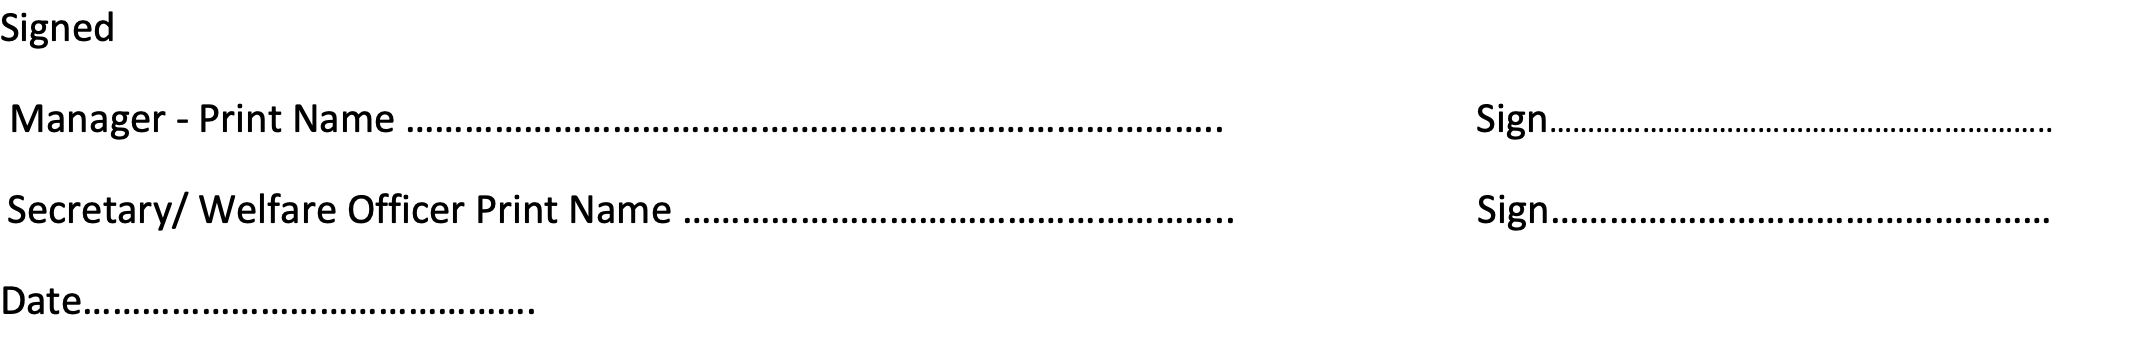 Signed
Manager - Print Name ………………………………………………………………………..
Sign………………………………………………………..
Secretary/ Welfare Officer Print Name ………………………………………………..
Sign……………………………………………
Date……………………………………….